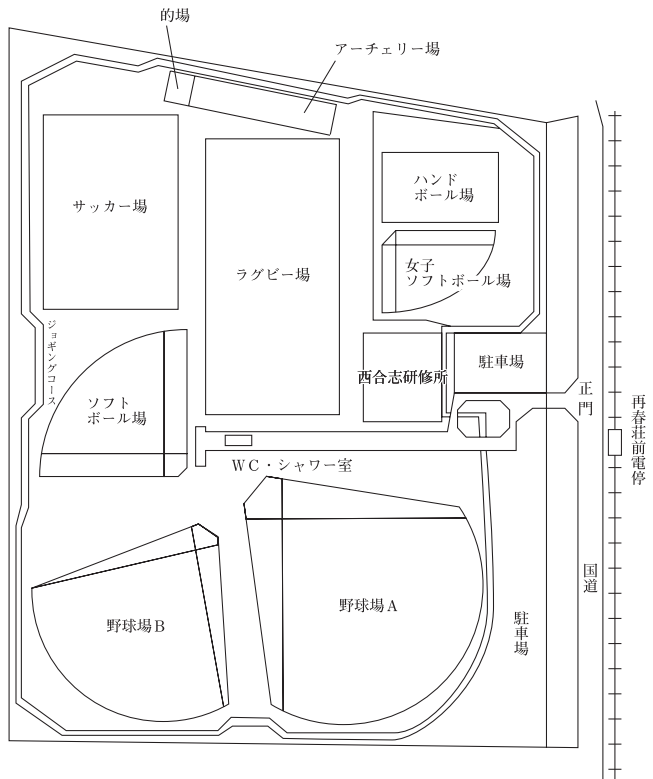 的場
アーチェリー場
サッカー場
ラグビー場
ハンド
ボール場
女子
ソフトボール場
ジョギングコース
ソフト
ボール場
西合志研修所
駐車場
正門
再春荘前電停
WC・シャワー室
国道
野球場A
野球場B
駐車場